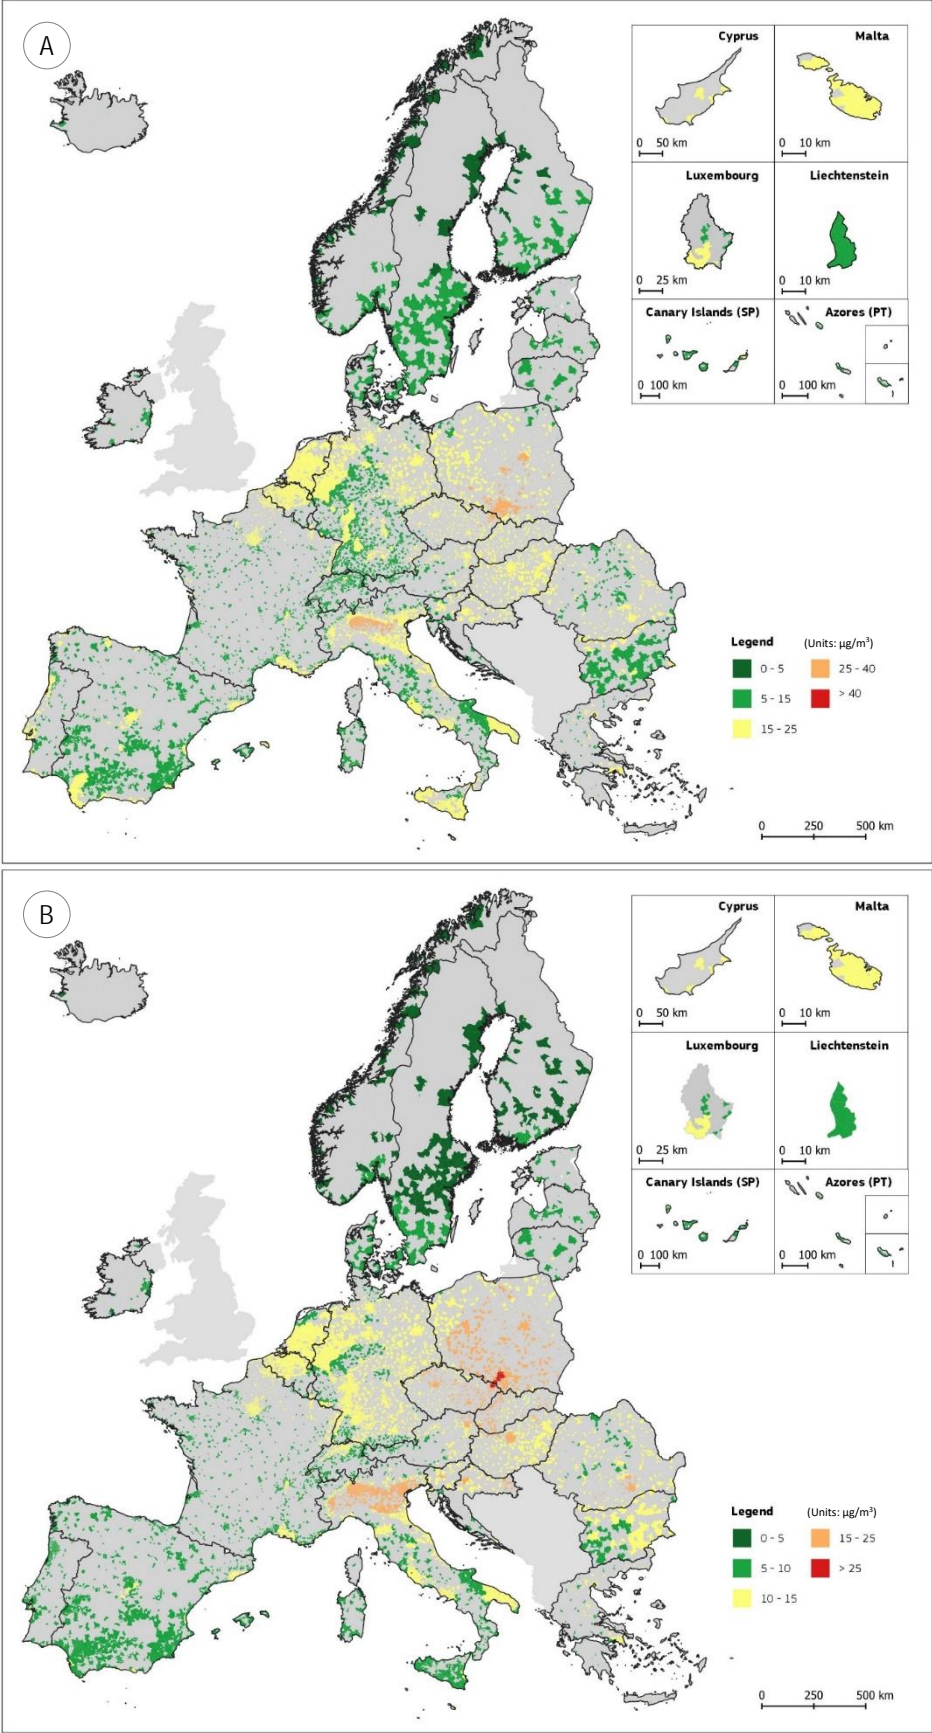 A
Cyprus
Malta
0 50 km
0 10 km
Luxembourg
Liechtenstein
0 25 km
0 10 km
Canary Islands (SP)
Azores (PT)
0 100 km
0 100 km
Legend (Units: µg/m³)
0 - 5
25 - 40
5 - 15
> 40
15 - 25
0 250 500 km
B
Cyprus
Malta
0 50 km
0 10 km
Luxembourg
Liechtenstein
0 25 km
0 10 km
Canary Islands (SP)
Azores (PT)
0 100 km
0 100 km
Legend (Units: µg/m³)
0 - 5
15 - 25
5 - 10
> 25
10 - 15
0 250 500 km